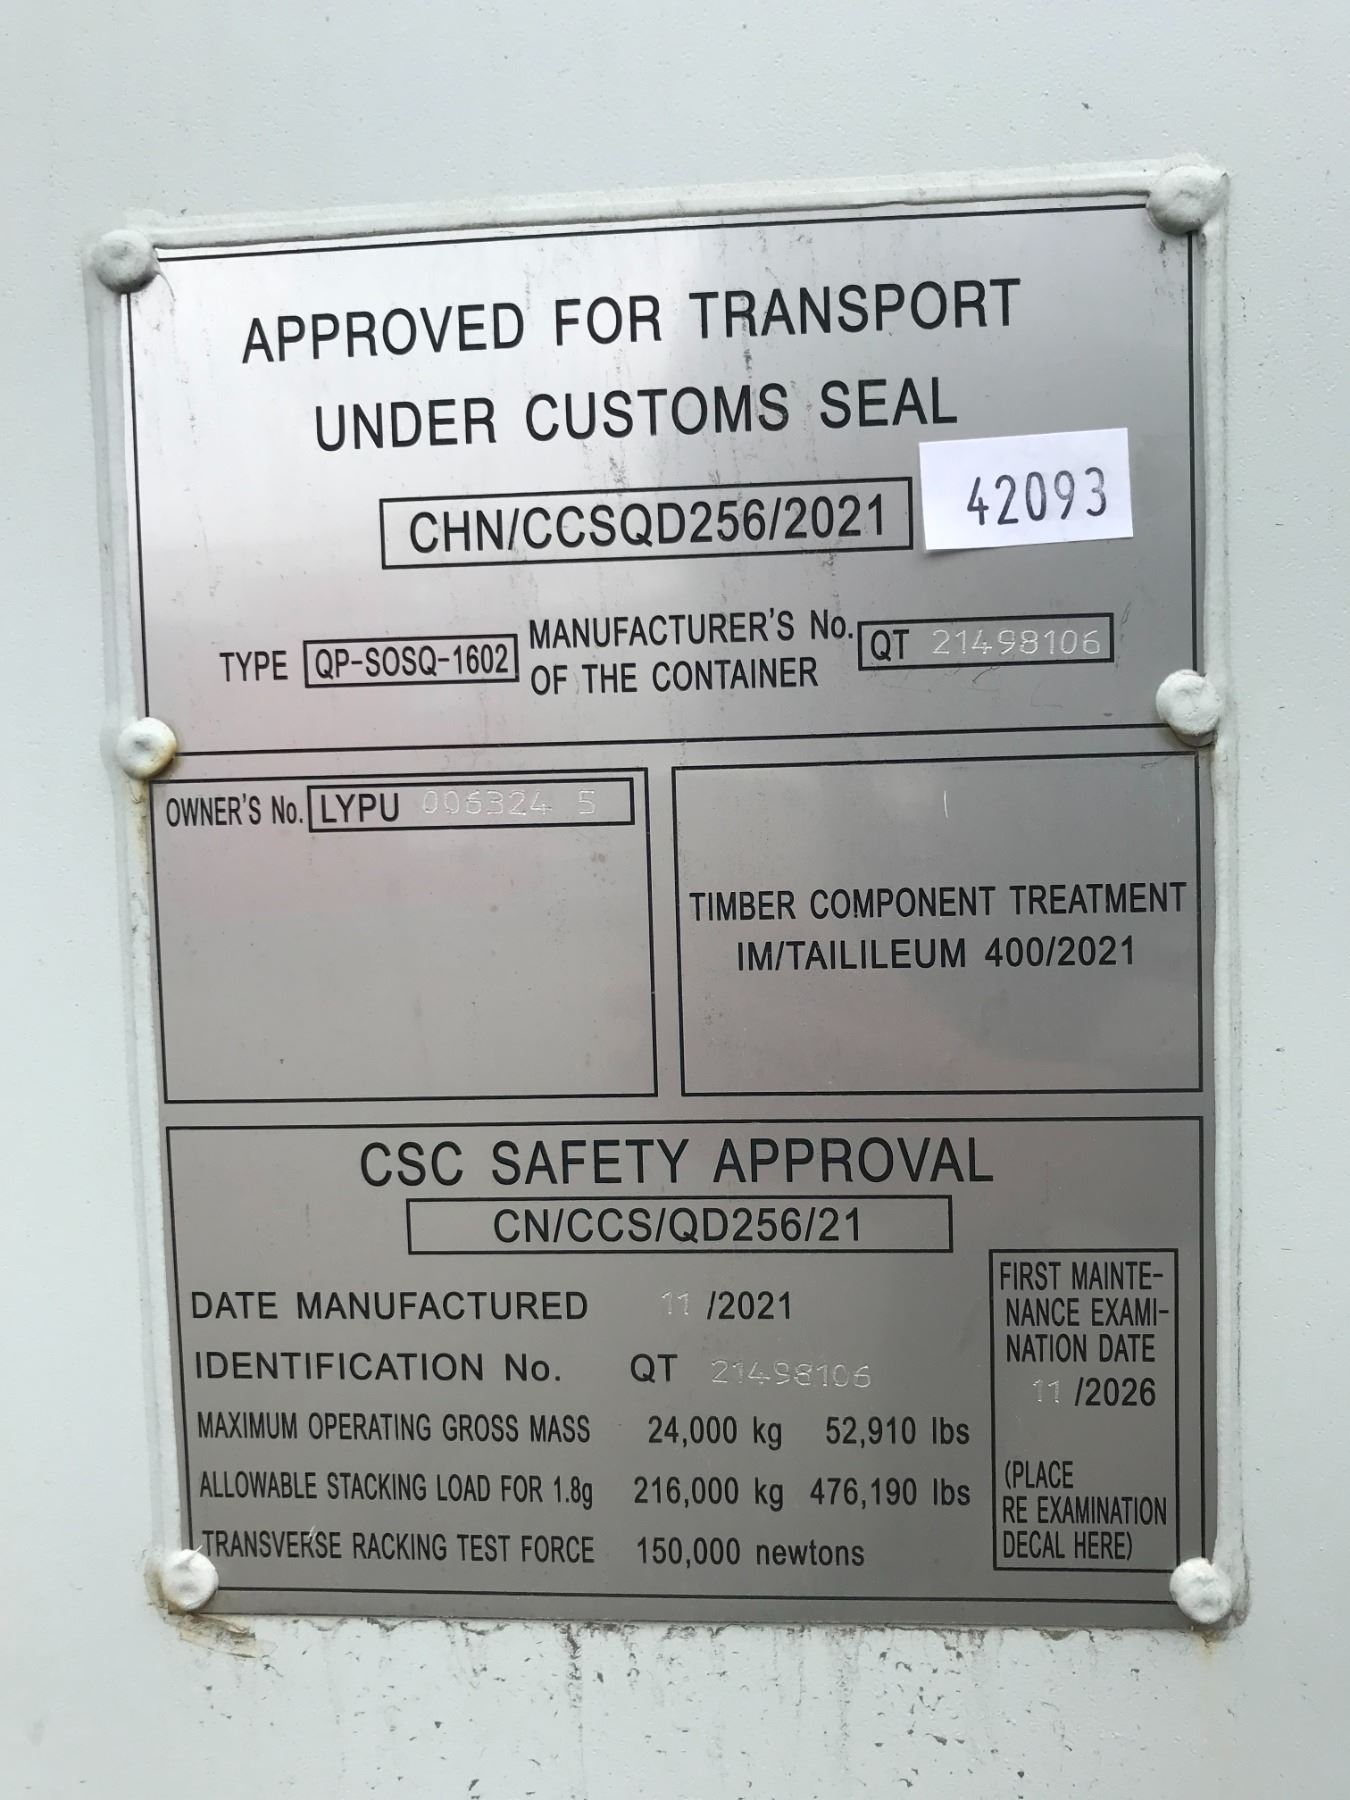 APPROVED FOR TRANSPORT
UNDER CUSTOMS SEAL
CHN/CCSQD256/2021
42093
TYPE QP-SOSQ-1602 MANUFACTURER'S No. OF THE CONTAINER QT 21498106
OWNER'S No. LYPU 006324 5
TIMBER COMPONENT TREATMENT
IM/TAILILEUM 400/2021
CSC SAFETY APPROVAL
CN/CCS/QD256/21
DATE MANUFACTURED 11 /2021
IDENTIFICATION No. QT 21498106
MAXIMUM OPERATING GROSS MASS 24,000 kg 52,910 lbs
ALLOWABLE STACKING LOAD FOR 1.8g 216,000 kg 476,190 lbs
TRANSVERSE RACKING TEST FORCE 150,000 newtons
FIRST MAINTE-
NANCE EXAMI-
NATION DATE
11 /2026
(PLACE
RE EXAMINATION
DECAL HERE)